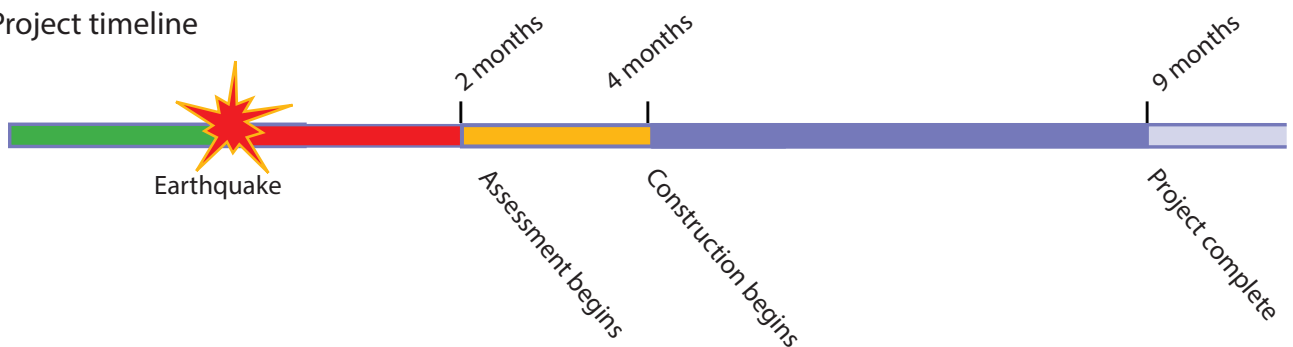 Project timeline
2 months
4 months
9 months
Earthquake
Assessment begins
Construction begins
Project complete